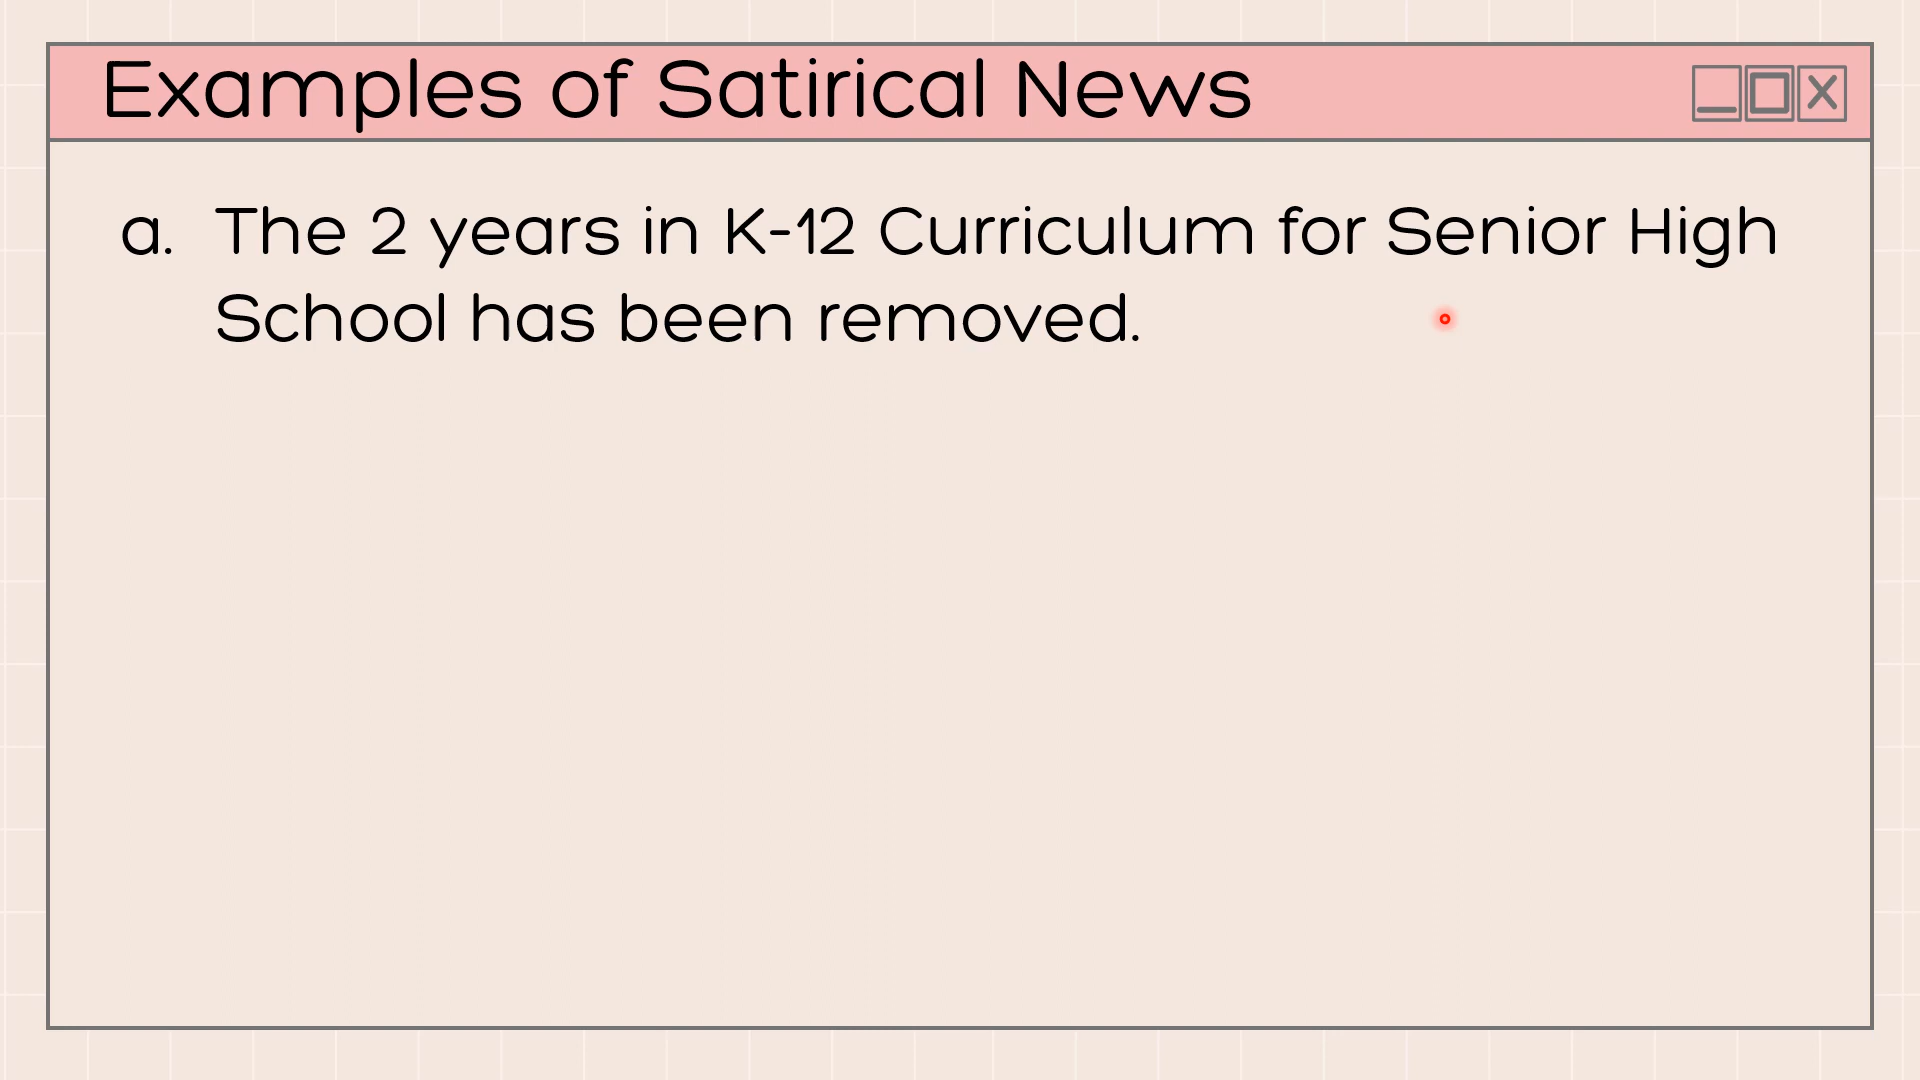 Examples of Satirical News
a. The 2 years in K-12 Curriculum for Senior High
School has been removed.